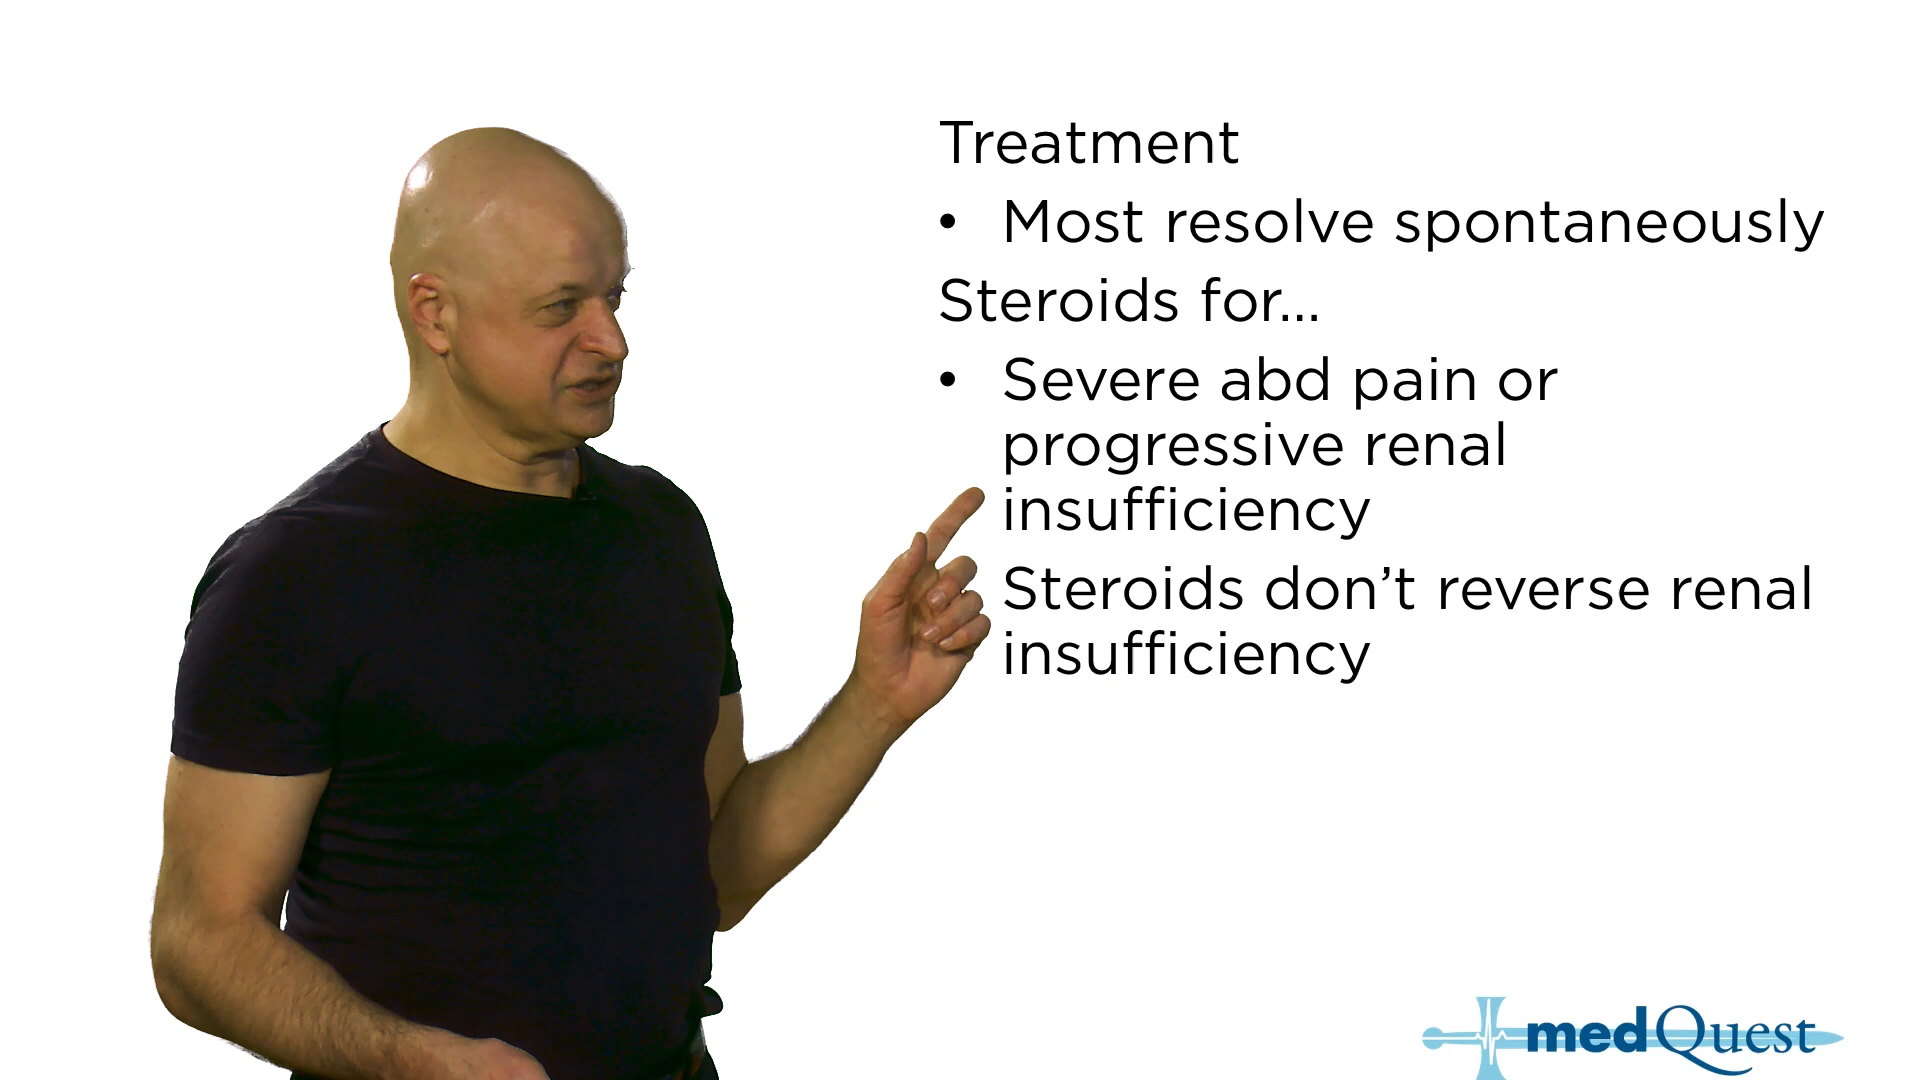 Treatment
• Most resolve spontaneously
Steroids for...
• Severe abd pain or
progressive renal
insufficiency
Steroids don’t reverse renal
insufficiency
medQuest